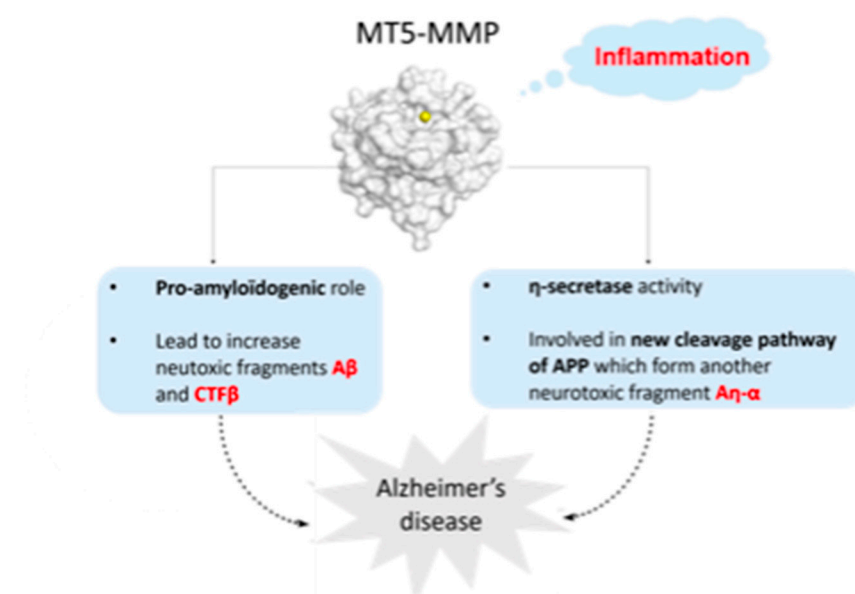 MT5-MMP
Inflammation
• Pro-amyloïdogenic role
• Lead to increase
neutoxic fragments Aβ
and CTFβ
• η-secretase activity
• Involved in new cleavage pathway
of APP which form another
neurotoxic fragment Aη-α
Alzheimer's
disease